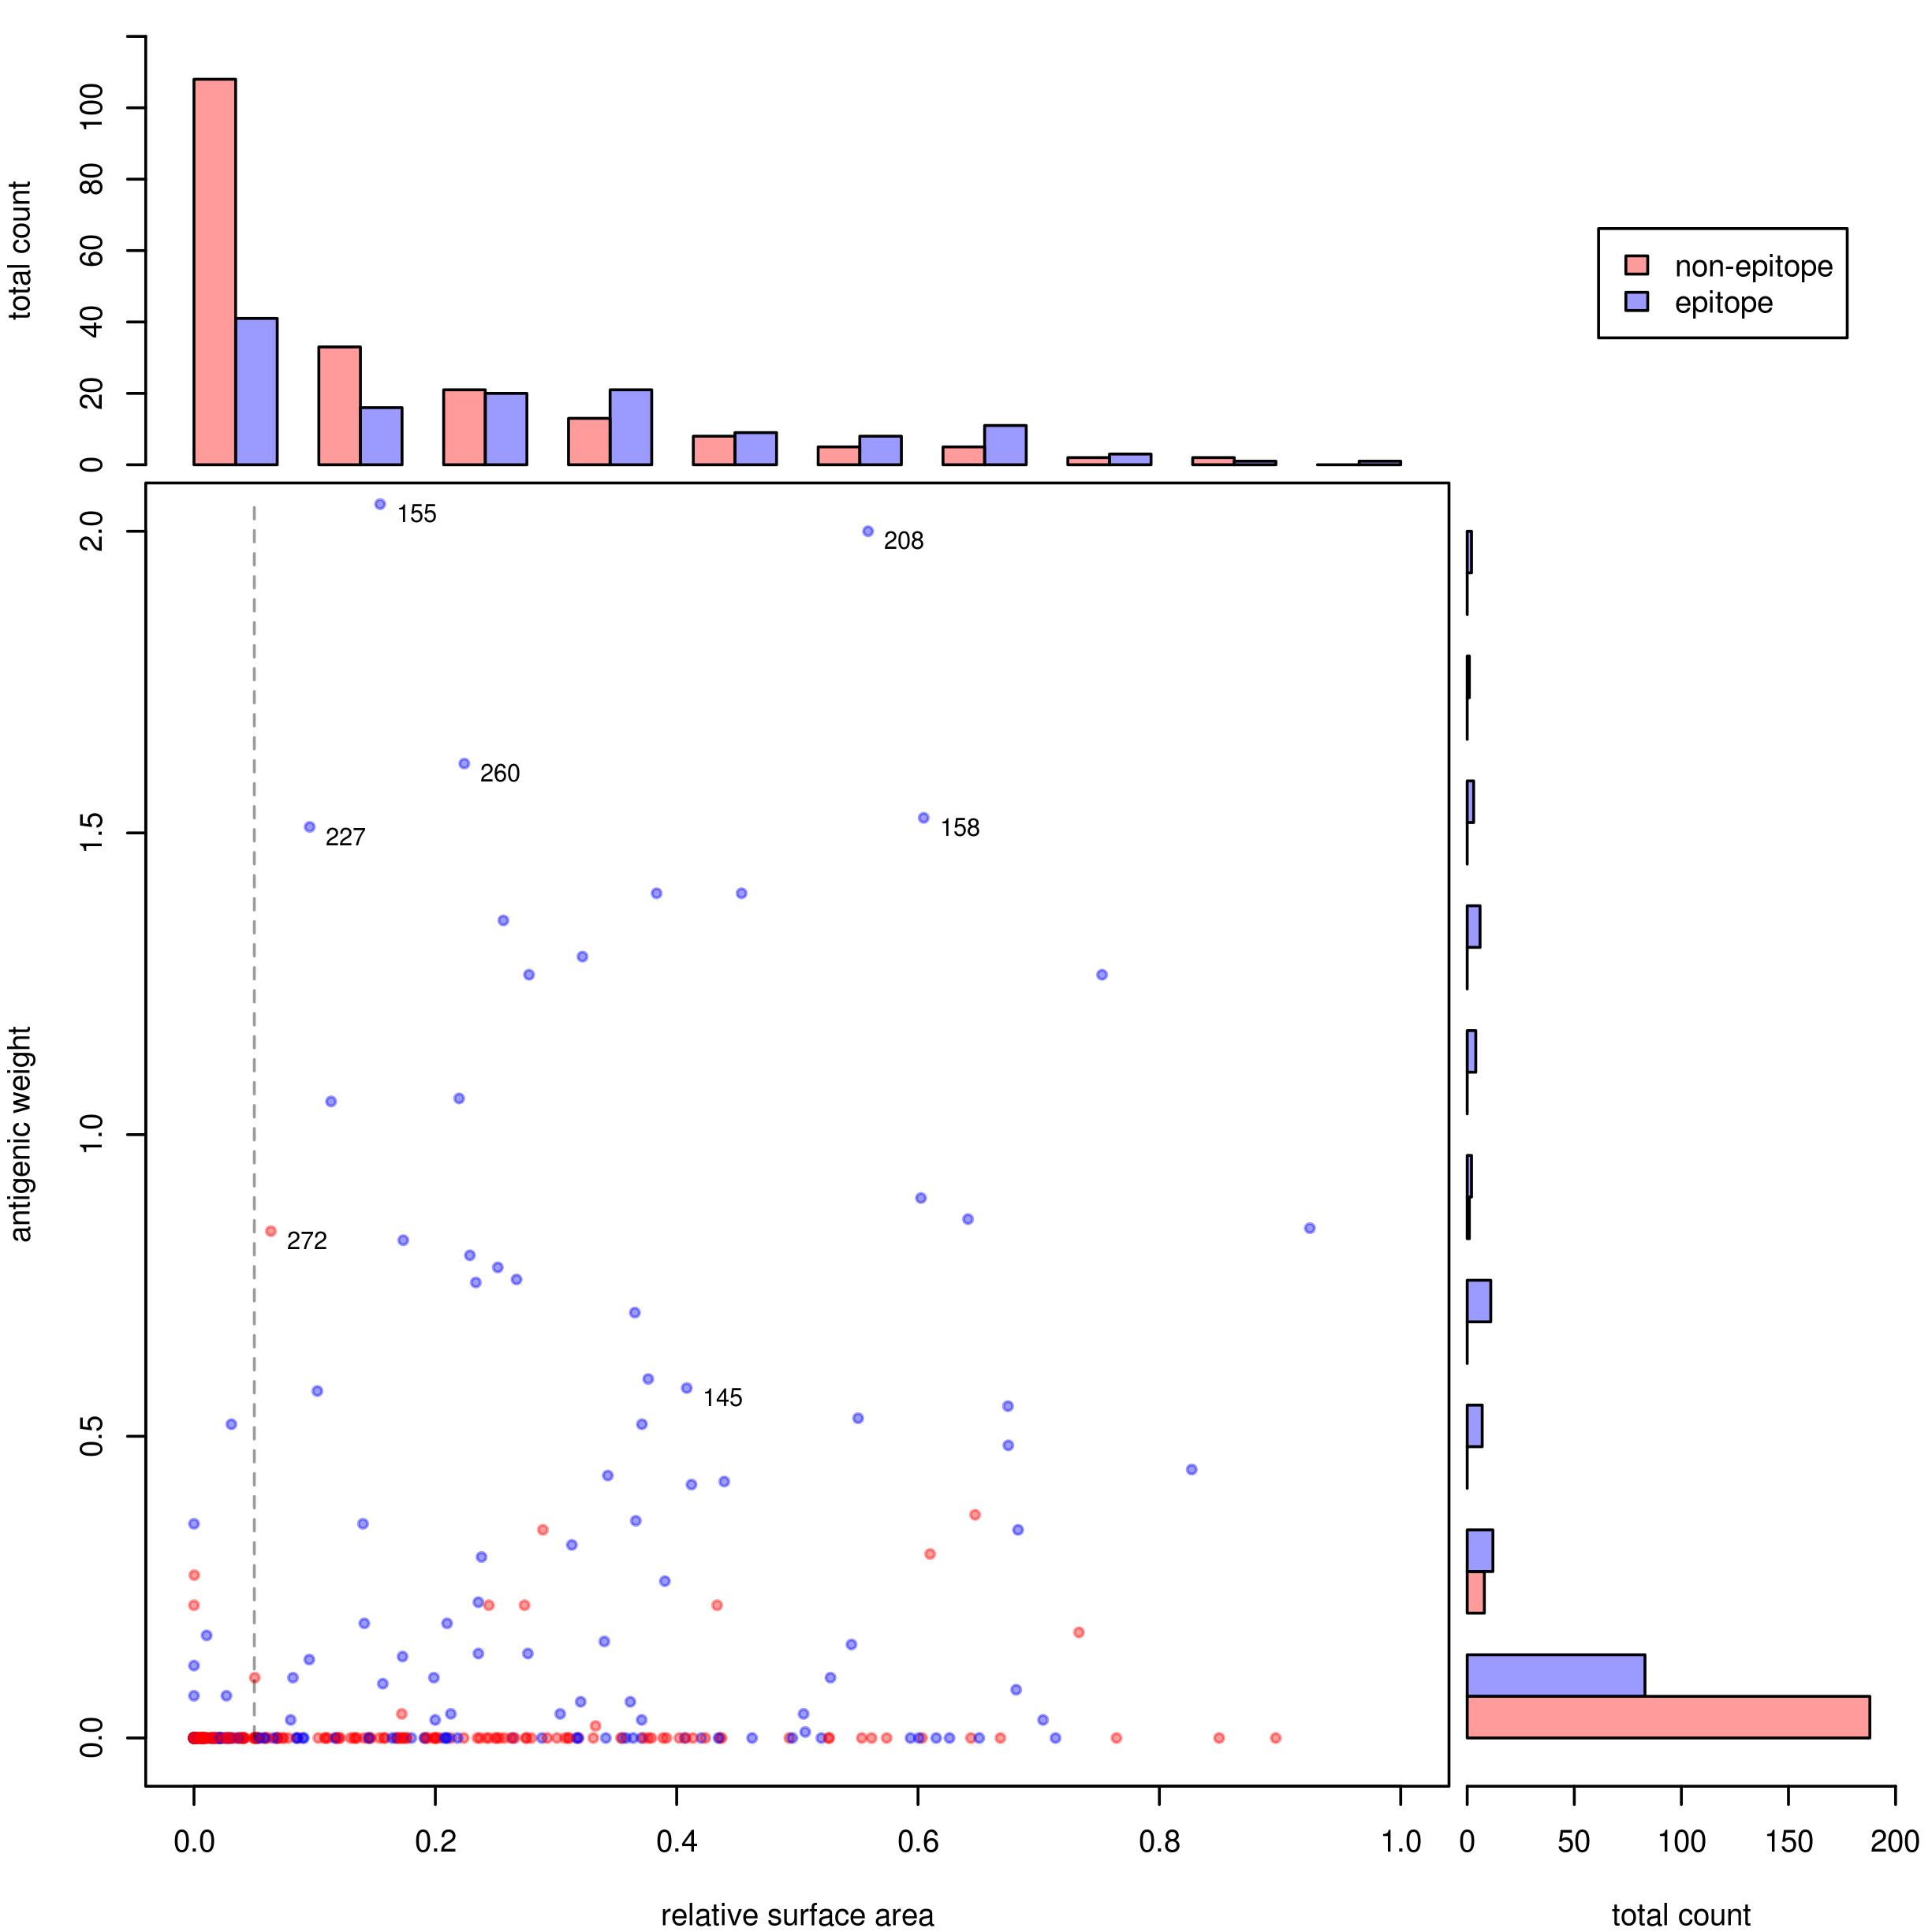 total count
0
20
40
60
80
100
non-epitope
epitope
antigenic weight
0.0
0.5
1.0
1.5
2.0
155
208
260
227
158
272
145
0.0 0.2 0.4 0.6 0.8 1.0
0 50 100 150 200
relative surface area
total count